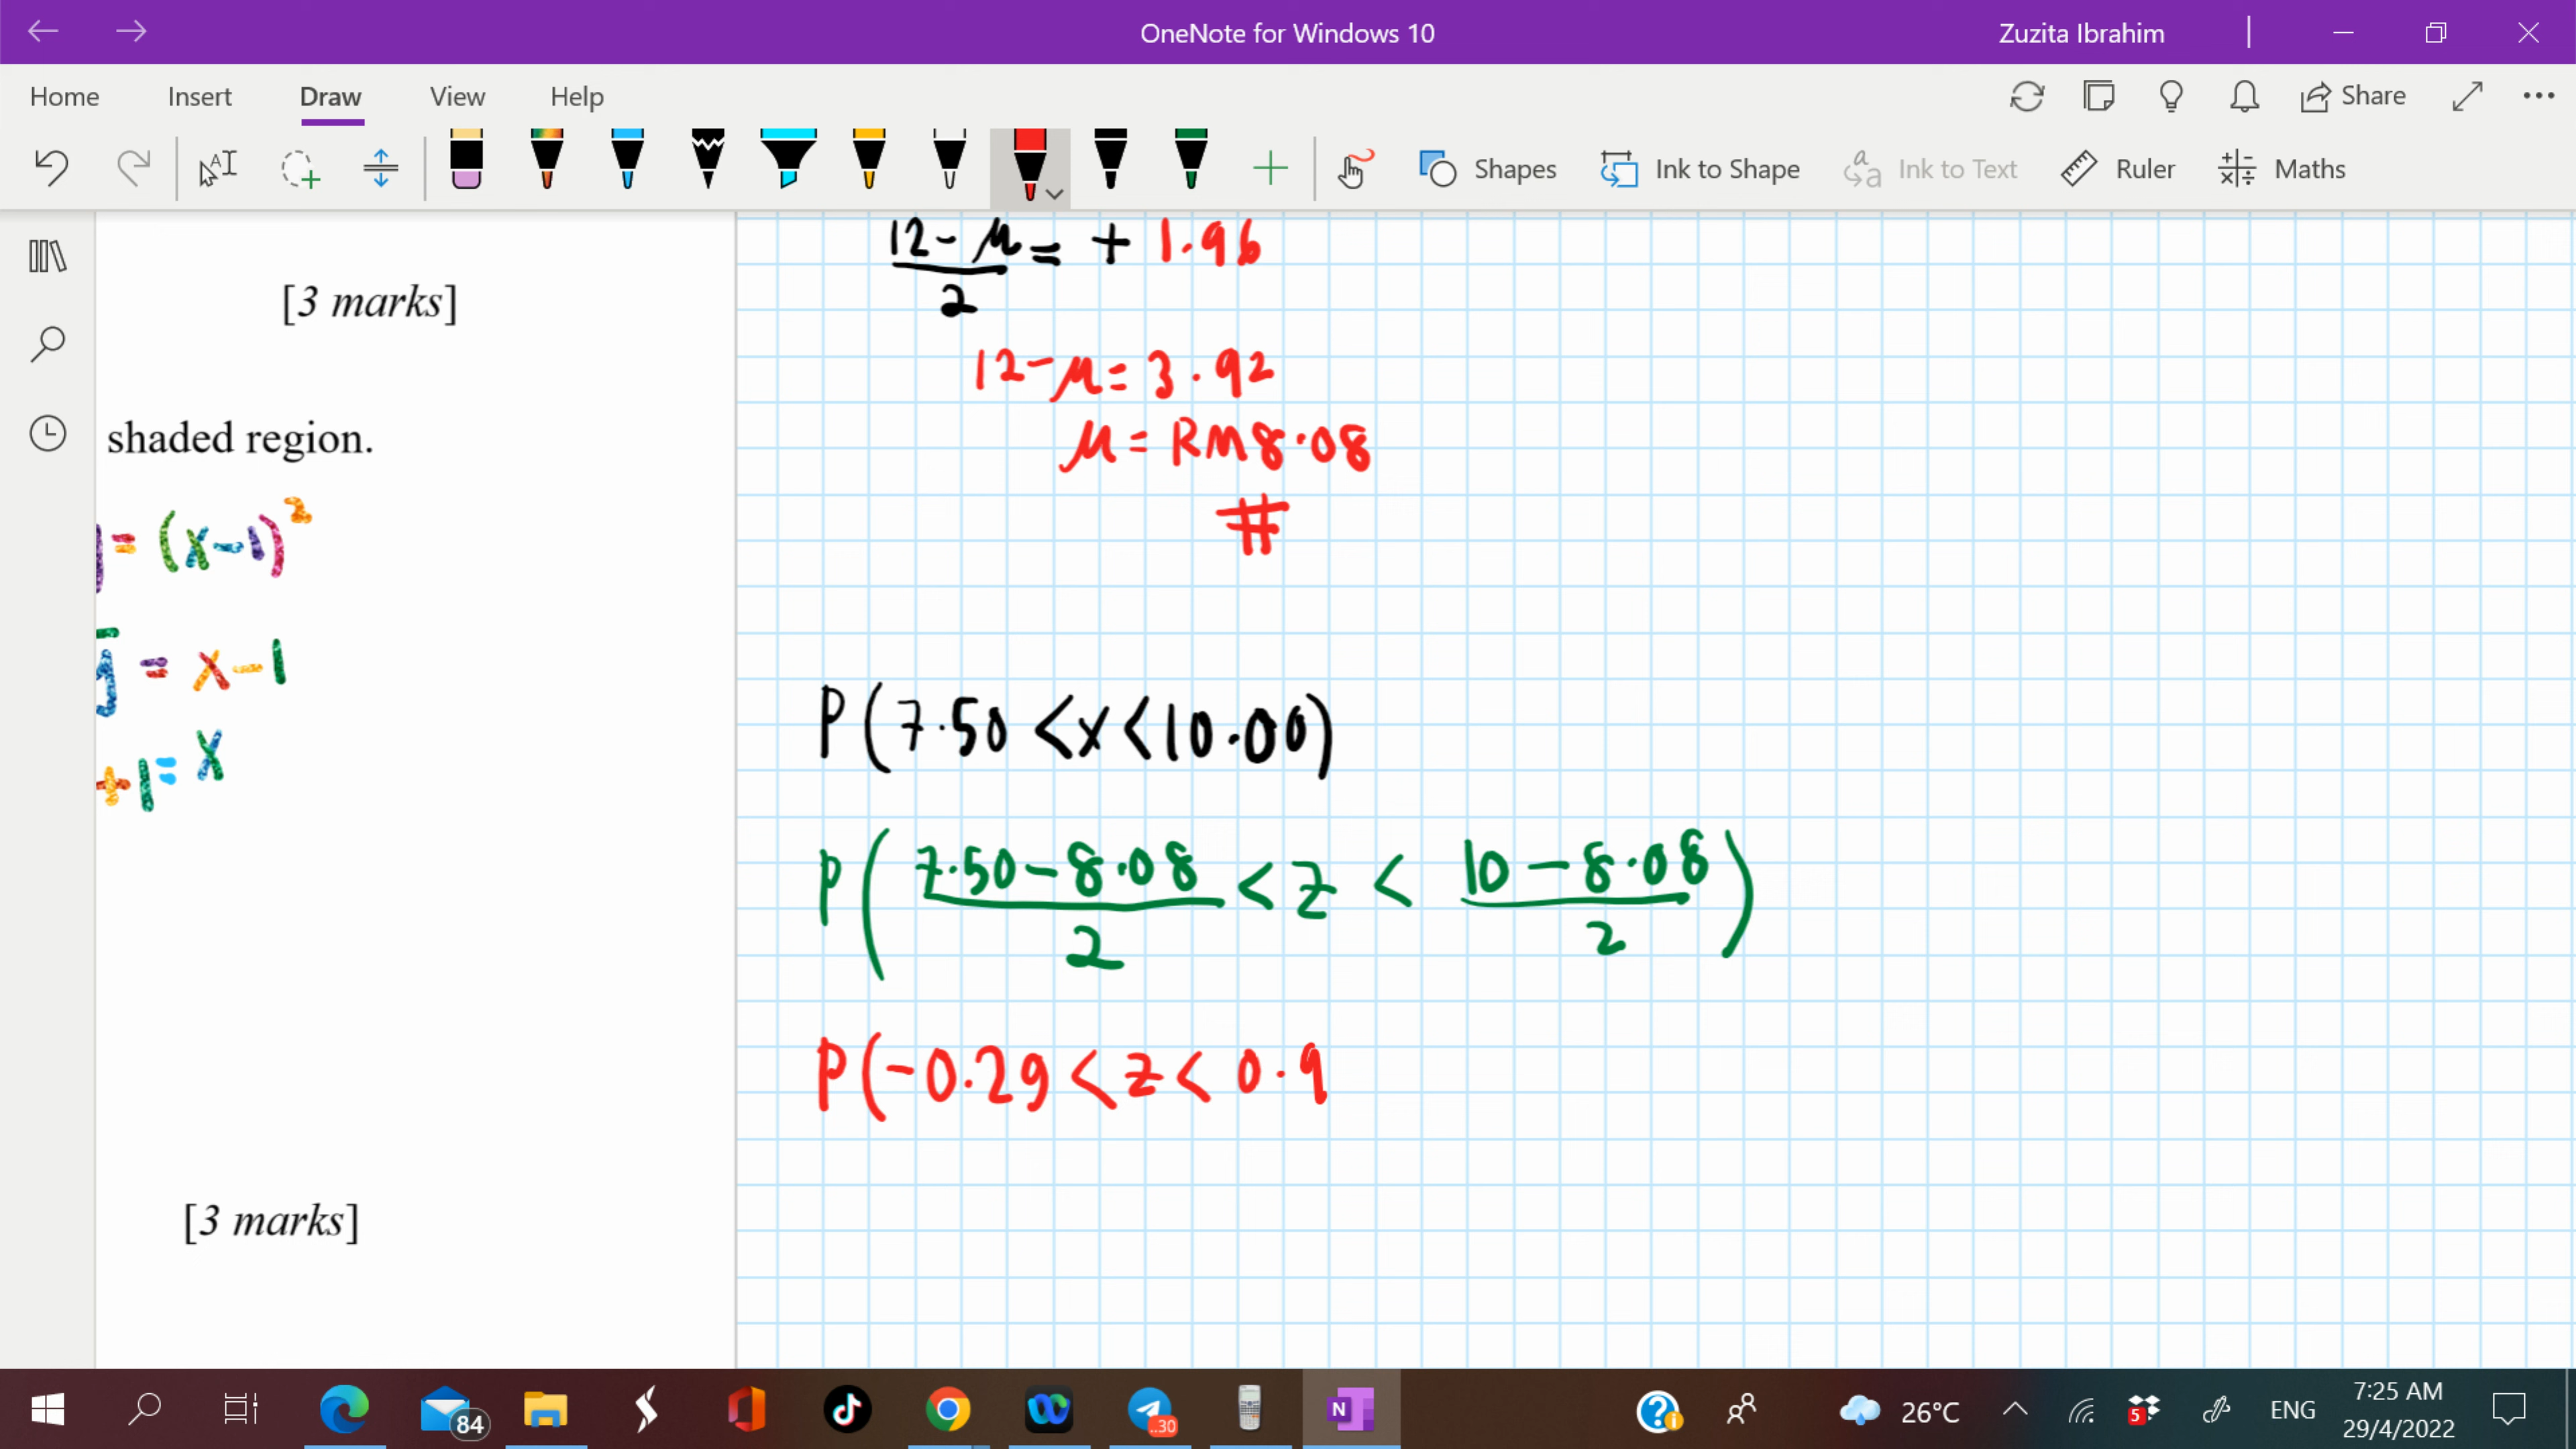 OneNote for Windows 10
Zuzita Ibrahim
Home Insert Draw View Help
Share
Shapes Ink to Shape Ink to Text Ruler Maths
[3 marks]
shaded region.
= (x-1)²
y = x-1
+1= x
[3 marks]
12-μ = + 1.96
2
12-μ = 3.92
μ = RM8.08
#
P(7.50 < x < 10.00)
P( 7.50-8.08 < z < 10-8.08 )
2 2
P(-0.29 < z < 0.9
84
..30
26°C
5
ENG
7:25 AM
29/4/2022